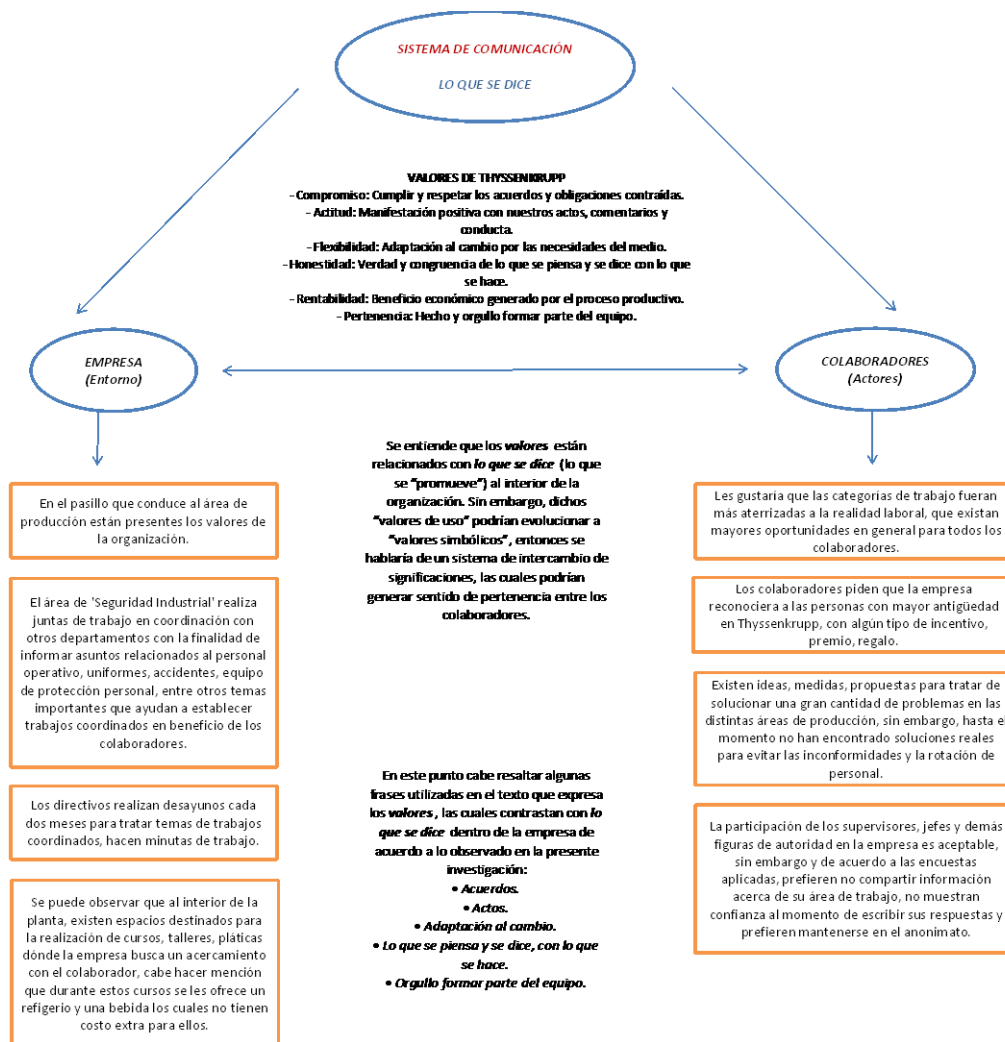 SISTEMA DE COMUNICACIÓN
LO QUE SE DICE
VALORES DE THYSSENKRUPP
- Compromiso: Cumplir y respetar los acuerdos y obligaciones contraídas.
- Actitud: Manifestación positiva con nuestros actos, comentarios y
conducta.
- Flexibilidad: Adaptación al cambio por las necesidades del medio.
- Honestidad: Verdad y congruencia de lo que se piensa y se dice con lo que
se hace.
- Rentabilidad: Beneficio económico generado por el proceso productivo.
- Pertenencia: Hecho y orgullo formar parte del equipo.
EMPRESA
(Entorno)
COLABORADORES
(Actores)
En el pasillo que conduce al área de
producción están presentes los valores de
la organización.
El área de 'Seguridad Industrial' realiza
juntas de trabajo en coordinación con
otros departamentos con la finalidad de
informar asuntos relacionados al personal
operativo, uniformes, accidentes, equipo
de protección personal, entre otros temas
importantes que ayudan a establecer
trabajos coordinados en beneficio de los
colaboradores.
Los directivos realizan desayunos cada
dos meses para tratar temas de trabajos
coordinados, hacen minutas de trabajo.
Se puede observar que al interior de la
planta, existen espacios destinados para
la realización de cursos, talleres, pláticas
dónde la empresa busca un acercamiento
con el colaborador, cabe hacer mención
que durante estos cursos se les ofrece un
refigerio y una bebida los cuales no tienen
costo extra para ellos.
Se entiende que los valores están
relacionados con lo que se dice (lo que
se "promueve") al interior de la
organización. Sin embargo, dichos
"valores de uso" podrían evolucionar a
"valores simbólicos", entonces se
hablaría de un sistema de intercambio de
significaciones, las cuales podrían
generar sentido de pertenencia entre los
colaboradores.
En este punto cabe resaltar algunas
frases utilizadas en el texto que expresa
los valores, las cuales contrastan con lo
que se dice dentro de la empresa de
acuerdo a lo observado en la presente
investigación:
• Acuerdos.
• Actos.
• Adaptación al cambio.
• Lo que se piensa y se dice, con lo que
se hace.
• Orgullo formar parte del equipo.
Les gustaría que las categorías de trabajo fueran
más aterrizadas a la realidad laboral, que existan
mayores oportunidades en general para todos los
colaboradores.
Los colaboradores piden que la empresa
reconociera a las personas con mayor antigüedad
en Thyssenkrupp, con algún tipo de incentivo,
premio, regalo.
Existen ideas, medidas, propuestas para tratar de
solucionar una gran cantidad de problemas en las
distintas áreas de producción, sin embargo, hasta el
momento no han encontrado soluciones reales
para evitar las inconformidades y la rotación de
personal.
La participación de los supervisores, jefes y demás
figuras de autoridad en la empresa es aceptable,
sin embargo y de acuerdo a las encuestas
aplicadas, prefieren no compartir información
acerca de su área de trabajo, no muestran
confianza al momento de escribir sus respuestas y
prefieren mantenerse en el anonimato.